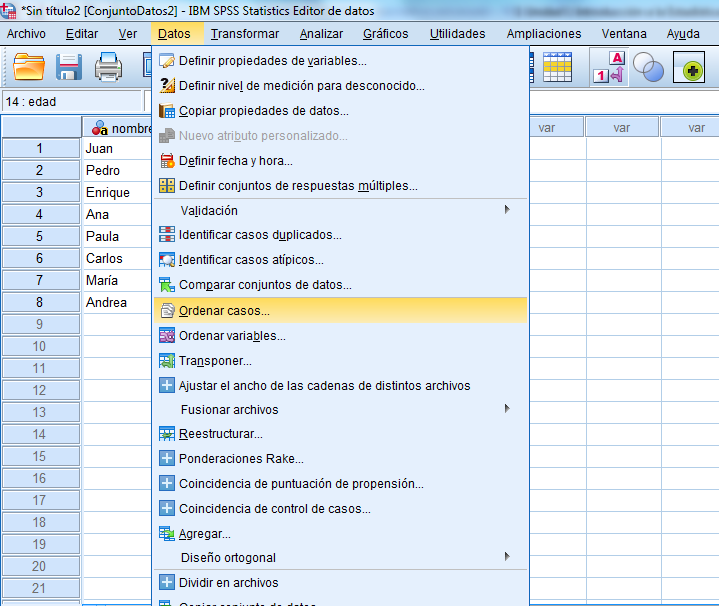 *Sin título2 [ConjuntoDatos2] - IBM SPSS Statistics Editor de datos
Archivo Editar Ver Datos Transformar Analizar Gráficos Utilidades Ampliaciones Ventana Ayuda
14 : edad
nombre
var var var
1 Juan
2 Pedro
3 Enrique
4 Ana
5 Paula
6 Carlos
7 María
8 Andrea
9
10
11
12
13
14
15
16
17
18
19
20
21
Definir propiedades de variables...
Definir nivel de medición para desconocido...
Copiar propiedades de datos...
Nuevo atributo personalizado...
Definir fecha y hora...
Definir conjuntos de respuestas múltiples...
Validación
Identificar casos duplicados...
Identificar casos atípicos...
Comparar conjuntos de datos...
Ordenar casos...
Ordenar variables...
Transponer...
Ajustar el ancho de las cadenas de distintos archivos
Fusionar archivos
Reestructurar...
Ponderaciones Rake...
Coincidencia de puntuación de propensión...
Coincidencia de control de casos...
Agregar...
Diseño ortogonal
Dividir en archivos
Copiar conjunto de datos